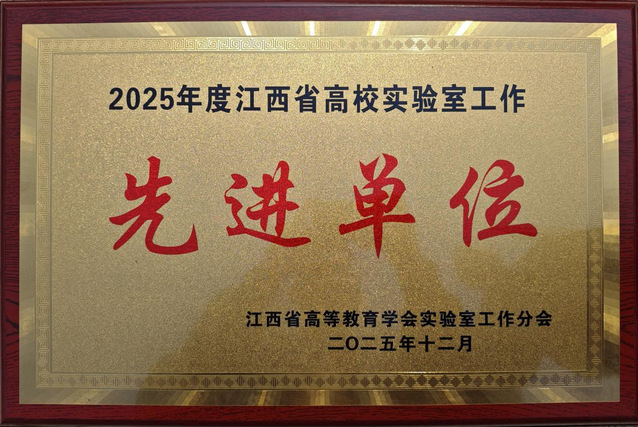 2025年度江西省高校实验室工作
先进单位
江西省高等教育学会实验室工作分会
二〇二五年十二月